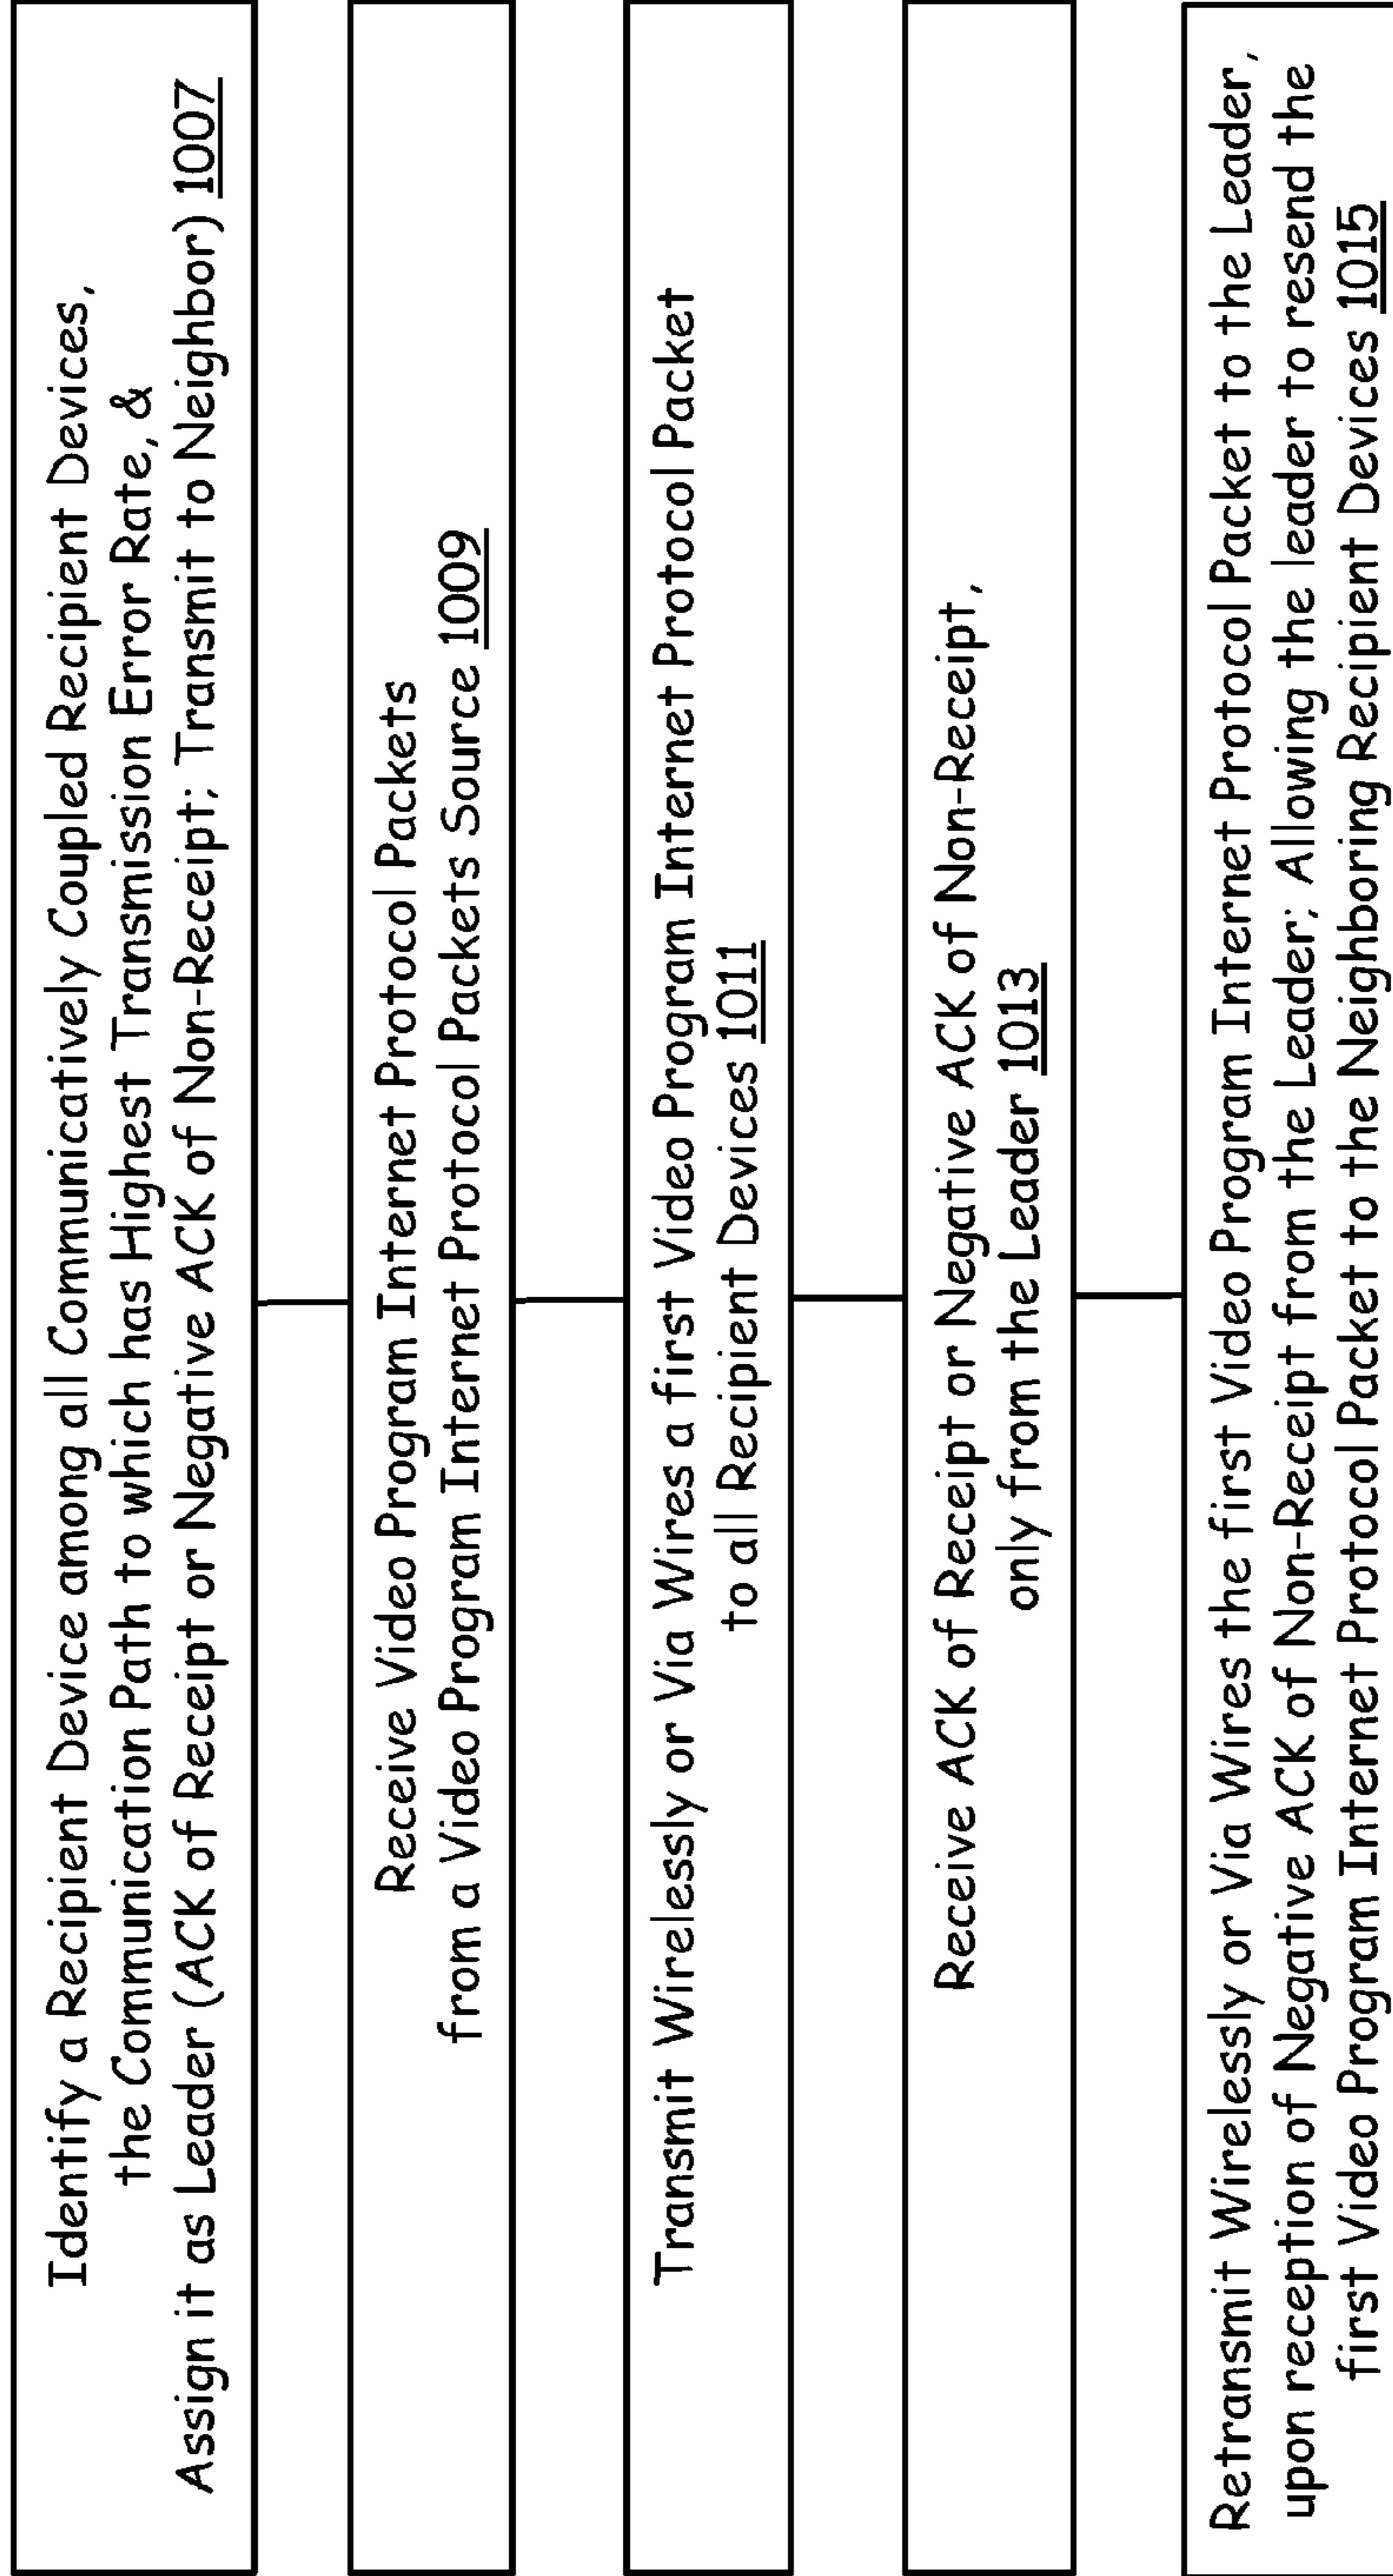 Identify a Recipient Device among all Communicatively Coupled Recipient Devices,
the Communication Path to which has Highest Transmission Error Rate, &
Assign it as Leader (ACK of Receipt or Negative ACK of Non-Receipt; Transmit to Neighbor) 1007
Receive Video Program Internet Protocol Packets
from a Video Program Internet Protocol Packets Source 1009
Transmit Wirelessly or Via Wires a first Video Program Internet Protocol Packet
to all Recipient Devices 1011
Receive ACK of Receipt or Negative ACK of Non-Receipt,
only from the Leader 1013
Retransmit Wirelessly or Via Wires the first Video Program Internet Protocol Packet to the Leader,
upon reception of Negative ACK of Non-Receipt from the Leader; Allowing the leader to resend the
first Video Program Internet Protocol Packet to the Neighboring Recipient Devices 1015